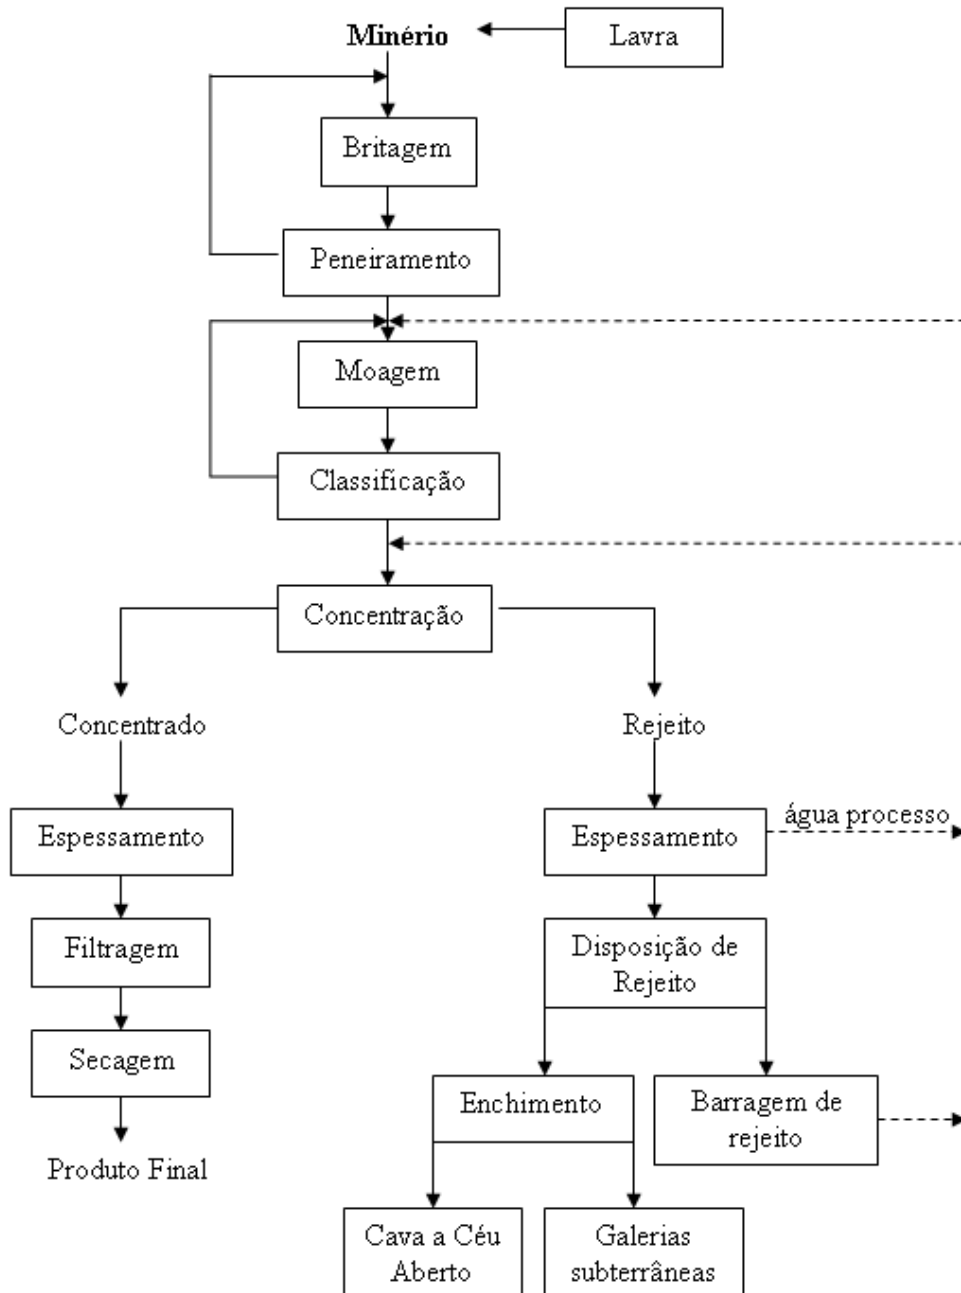 Minério
Lavra
Britagem
Peneiramento
Moagem
Classificação
Concentração
Concentrado
Rejeito
Espessamento
Espessamento
água processo
Filtragem
Disposição de
Rejeito
Secagem
Enchimento
Barragem de
rejeito
Produto Final
Cava a Céu
Aberto
Galerias
subterrâneas